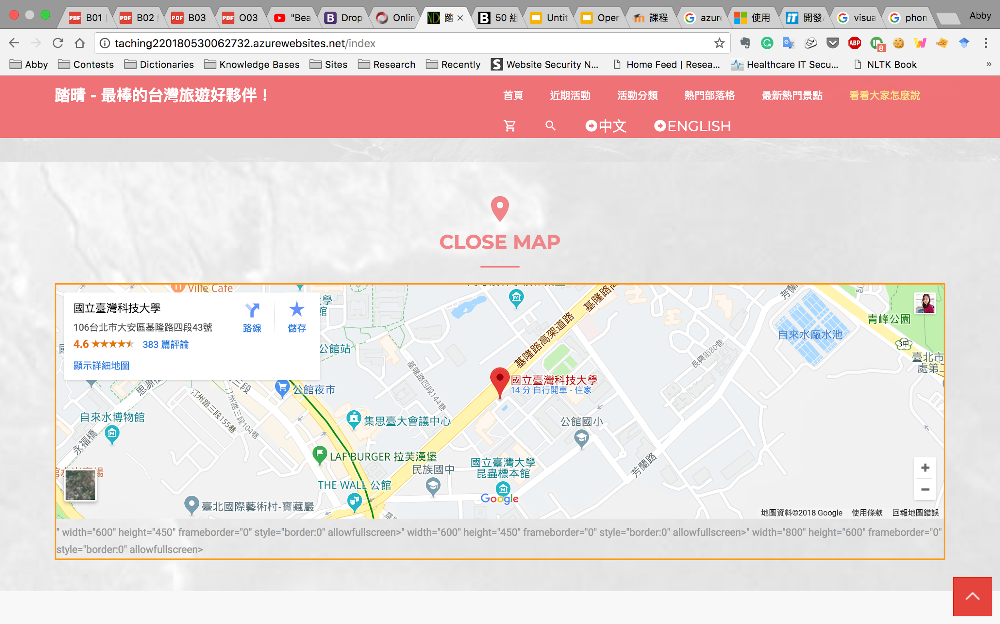 B01
B02
B03
O03
"Bea
Drop
Onlin
踏
50 組
Untit
Open
課程
azure
使用
開發
visua
phon
Abby
taching220180530062732.azurewebsites.net/index
8
Abby
Contests
Dictionaries
Knowledge Bases
Sites
Research
Recently
Website Security N...
Home Feed | Resea...
Healthcare IT Secu...
NLTK Book
»
踏晴 - 最棒的台灣旅遊好夥伴！
首頁
近期活動
活動分類
熱門部落格
最新熱門景點
看看大家怎麼說
中文
ENGLISH
CLOSE MAP
Ville Cafe
國立臺灣科技大學
106台北市大安區基隆路四段43號
4.6
383 篇評論
顯示詳細地圖
路線
儲存
公館站
基隆路高架道路
基隆路高
芳蘭
青峰公園
自來水廠水池
3甲
臺北市
處第二
長興街80巷
基隆路四段144巷
國立臺灣科技大學
14 分 自行開車 - 住家
思源街
三段
公館夜市
汀州路三段155巷
汀州路三段104巷
自來水博物館
永福橋
集思臺大會議中心
公館國小
LAF BURGER 拉芙漢堡
民族國中
國立臺灣大學
昆蟲標本館
芳蘭路
THE WALL 公館
臺北國際藝術村-寶藏巖
Google
地圖資料©2018 Google
使用條款
回報地圖錯誤
" width="600" height="450" frameborder="0" style="border:0" allowfullscreen>" width="600" height="450" frameborder="0" style="border:0" allowfullscreen>" width="800" height="600" frameborder="0"
style="border:0" allowfullscreen>